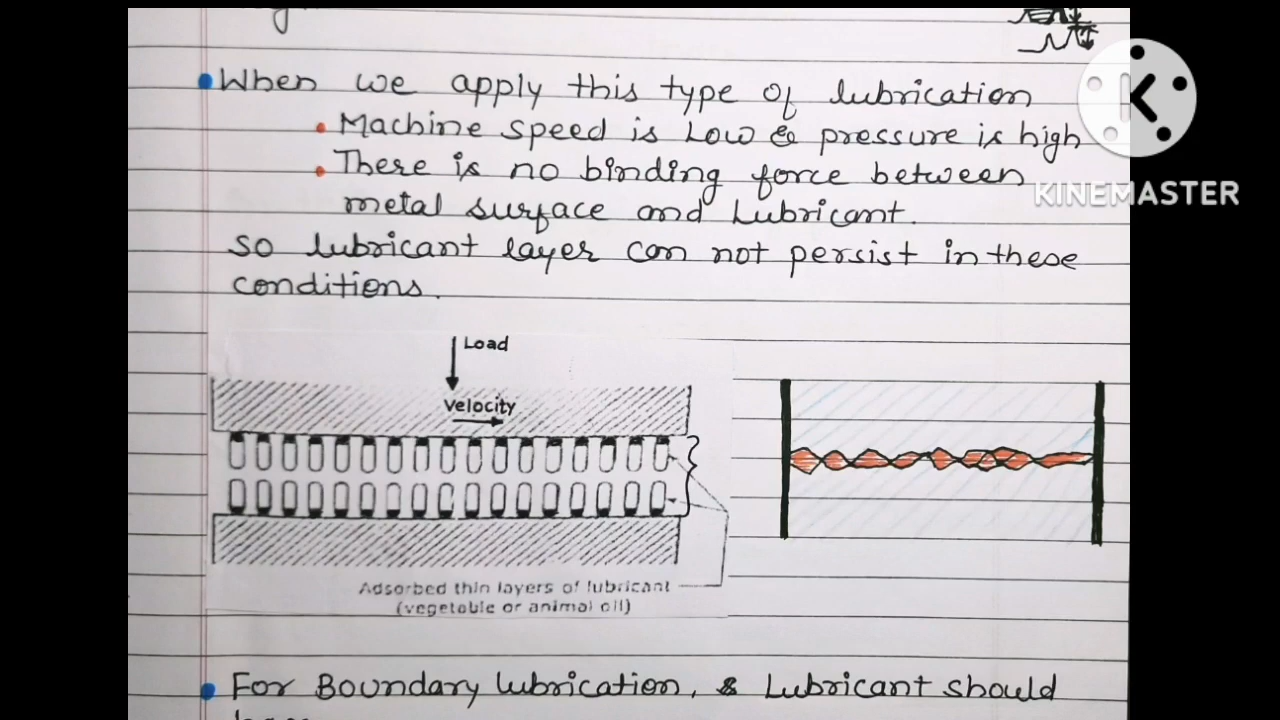 When we apply this type of lubrication
Machine speed is Low & pressure is high
There is no binding force between
metal surface and Lubricant.
KINEMASTER
so lubricant layer can not persist in these
conditions.
Load
Velocity
Adsorbed thin layers of lubricant
(vegetable or animal oil)
For Boundary lubrication, Lubricant should